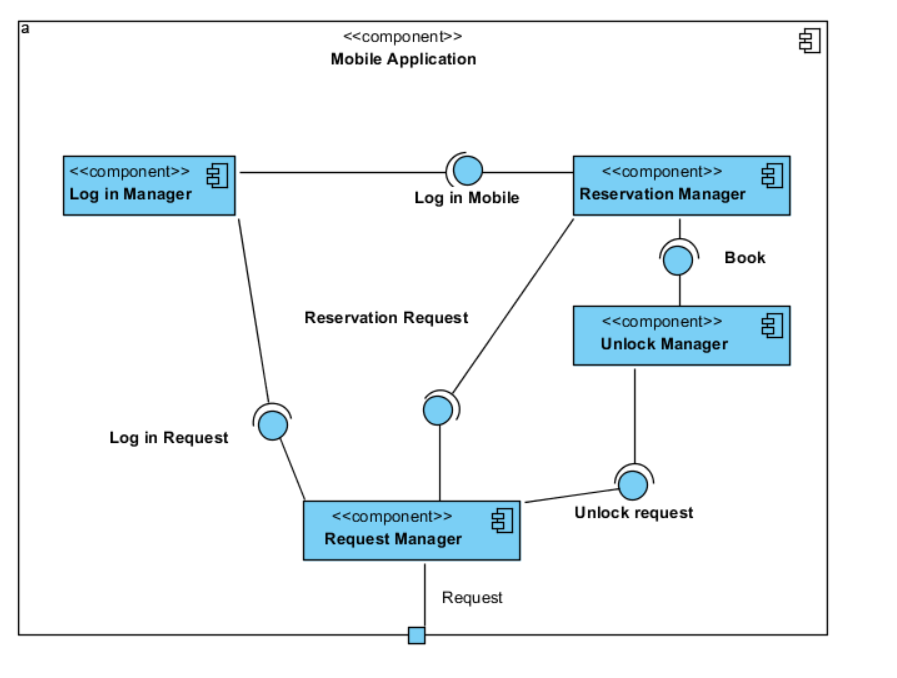 a
<<component>>
Mobile Application
<<component>>
Log in Manager
Log in Mobile
<<component>>
Reservation Manager
Book
Reservation Request
<<component>>
Unlock Manager
Log in Request
Unlock request
<<component>>
Request Manager
Request